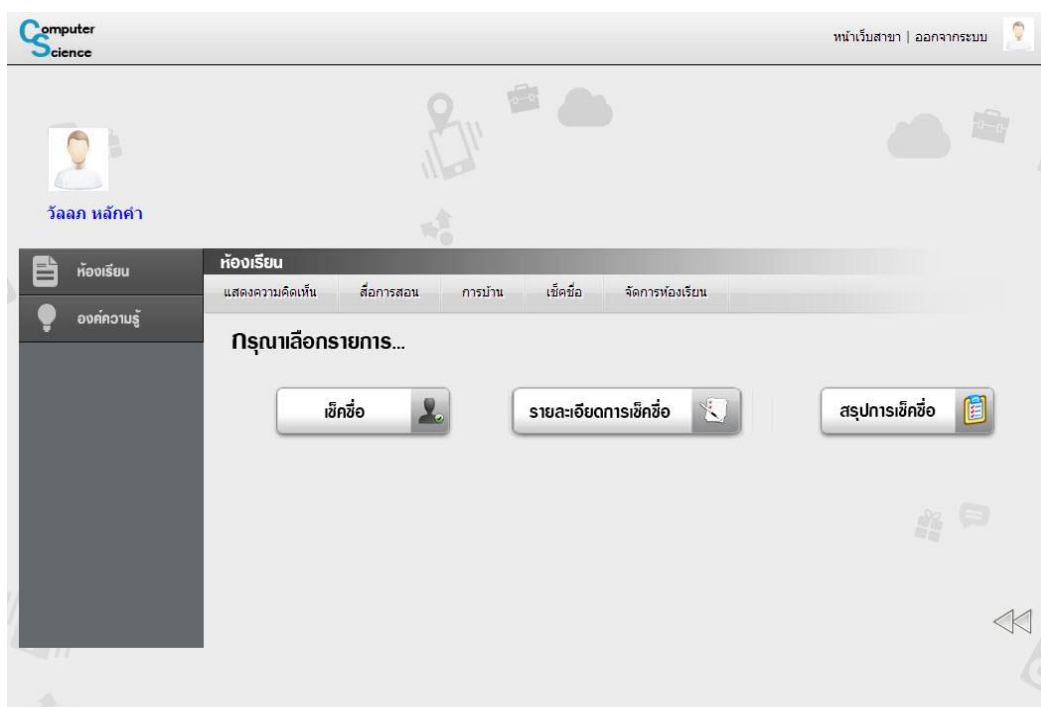 Computer
Science
หน้าเว็บสาขา | ออกจากระบบ
วัลลภ หลักคำ
ห้องเรียน
องค์ความรู้
ห้องเรียน
แสดงความคิดเห็น สื่อการสอน การบ้าน เช็คชื่อ จัดการห้องเรียน
กรุณาเลือกรายการ...
เช็คชื่อ รายละเอียดการเช็คชื่อ สรุปการเช็คชื่อ